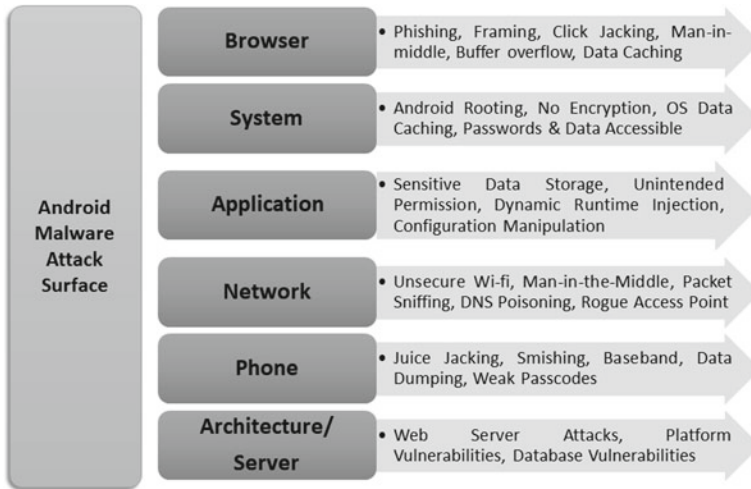 Android
Malware
Attack
Surface
Browser
• Phishing, Framing, Click Jacking, Man-in-
middle, Buffer overflow, Data Caching
System
• Android Rooting, No Encryption, OS Data
Caching, Passwords & Data Accessible
Application
• Sensitive Data Storage, Unintended
Permission, Dynamic Runtime Injection,
Configuration Manipulation
Network
• Unsecure Wi-fi, Man-in-the-Middle, Packet
Sniffing, DNS Poisoning, Rogue Access Point
Phone
• Juice Jacking, Smishing, Baseband, Data
Dumping, Weak Passcodes
Architecture/
Server
• Web Server Attacks, Platform
Vulnerabilities, Database Vulnerabilities